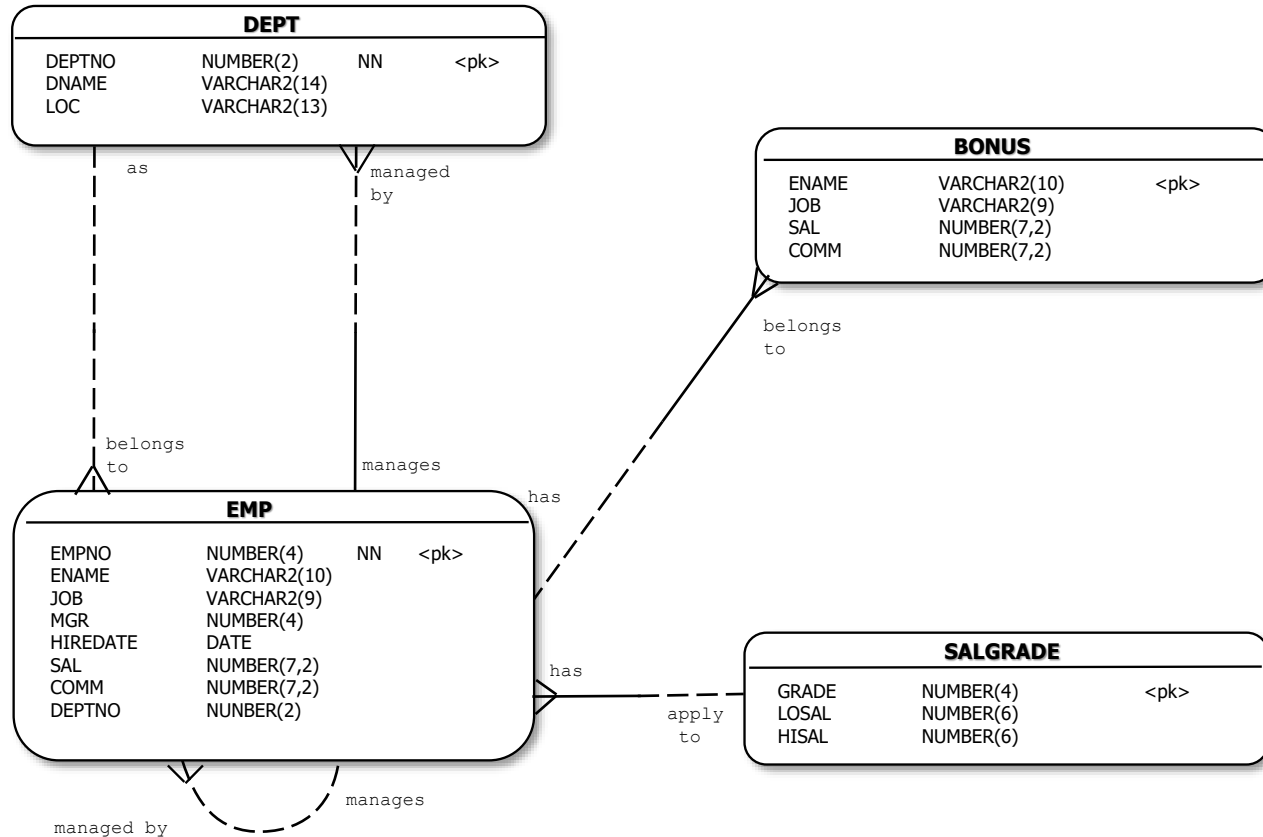 DEPT
DEPTNO NUMBER(2) NN <pk>
DNAME VARCHAR2(14)
LOC VARCHAR2(13)
as
managed
by
BONUS
ENAME VARCHAR2(10) <pk>
JOB VARCHAR2(9)
SAL NUMBER(7,2)
COMM NUMBER(7,2)
belongs
to
belongs
to
manages
has
EMP
EMPNO NUMBER(4) NN <pk>
ENAME VARCHAR2(10)
JOB VARCHAR2(9)
MGR NUMBER(4)
HIREDATE DATE
SAL NUMBER(7,2)
COMM NUMBER(7,2)
DEPTNO NUNBER(2)
has
apply
to
SALGRADE
GRADE NUMBER(4) <pk>
LOSAL NUMBER(6)
HISAL NUMBER(6)
manages
managed by